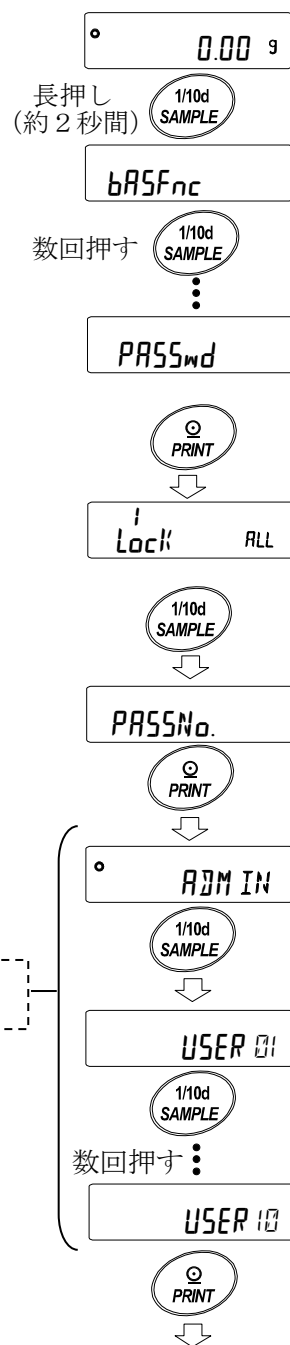 0.00 g
長押し
(約2秒間)
1/10d
SAMPLE
bASFnc
数回押す
1/10d
SAMPLE
PASSwd
PRINT
1
LocK ALL
1/10d
SAMPLE
PASSNo.
PRINT
ADMIN
1/10d
SAMPLE
USER 01
1/10d
SAMPLE
数回押す
USER 10
PRINT